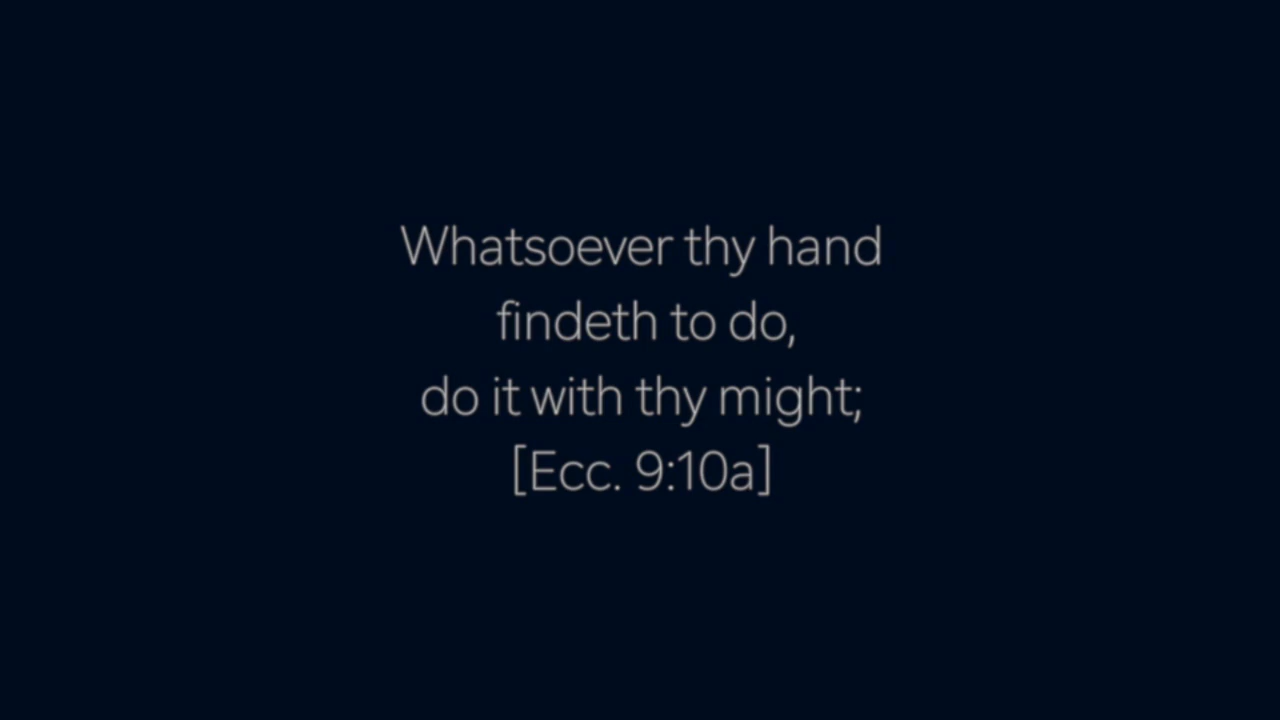 Whatsoever thy hand
findeth to do,
do it with thy might;
[Ecc. 9:10a]